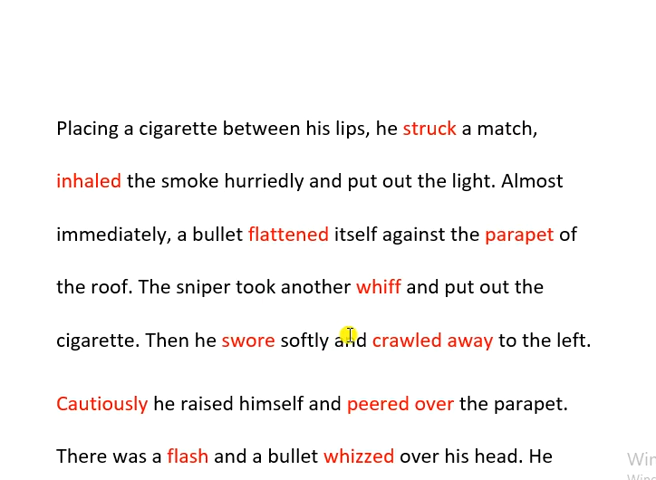 Placing a cigarette between his lips, he struck a match,
inhaled the smoke hurriedly and put out the light. Almost
immediately, a bullet flattened itself against the parapet of
the roof. The sniper took another whiff and put out the
cigarette. Then he swore softly and crawled away to the left.
Cautiously he raised himself and peered over the parapet.
There was a flash and a bullet whizzed over his head. He